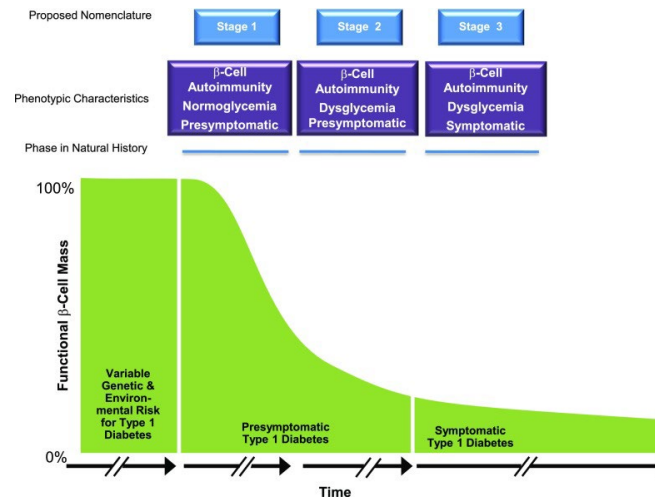 Proposed Nomenclature
Stage 1
Stage 2
Stage 3
Phenotypic Characteristics
β-Cell
Autoimmunity
Normoglycemia
Presymptomatic
β-Cell
Autoimmunity
Dysglycemia
Presymptomatic
β-Cell
Autoimmunity
Dysglycemia
Symptomatic
Phase in Natural History
100%
Functional β-Cell Mass
0%
Variable
Genetic &
Environ-
mental Risk
for Type 1
Diabetes
Presymptomatic
Type 1 Diabetes
Symptomatic
Type 1 Diabetes
Time